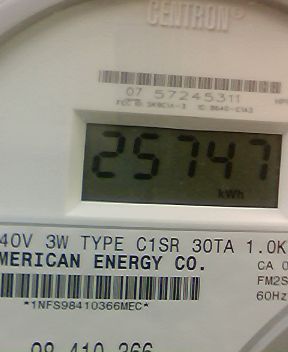 CENTRON®
07 57245311
25747
kWh
40V 3W TYPE C1SR 30TA 1.0K
MERICAN ENERGY CO.
CA 0
FM2S
60Hz
*1NFS98410366MEC*
98 410 366